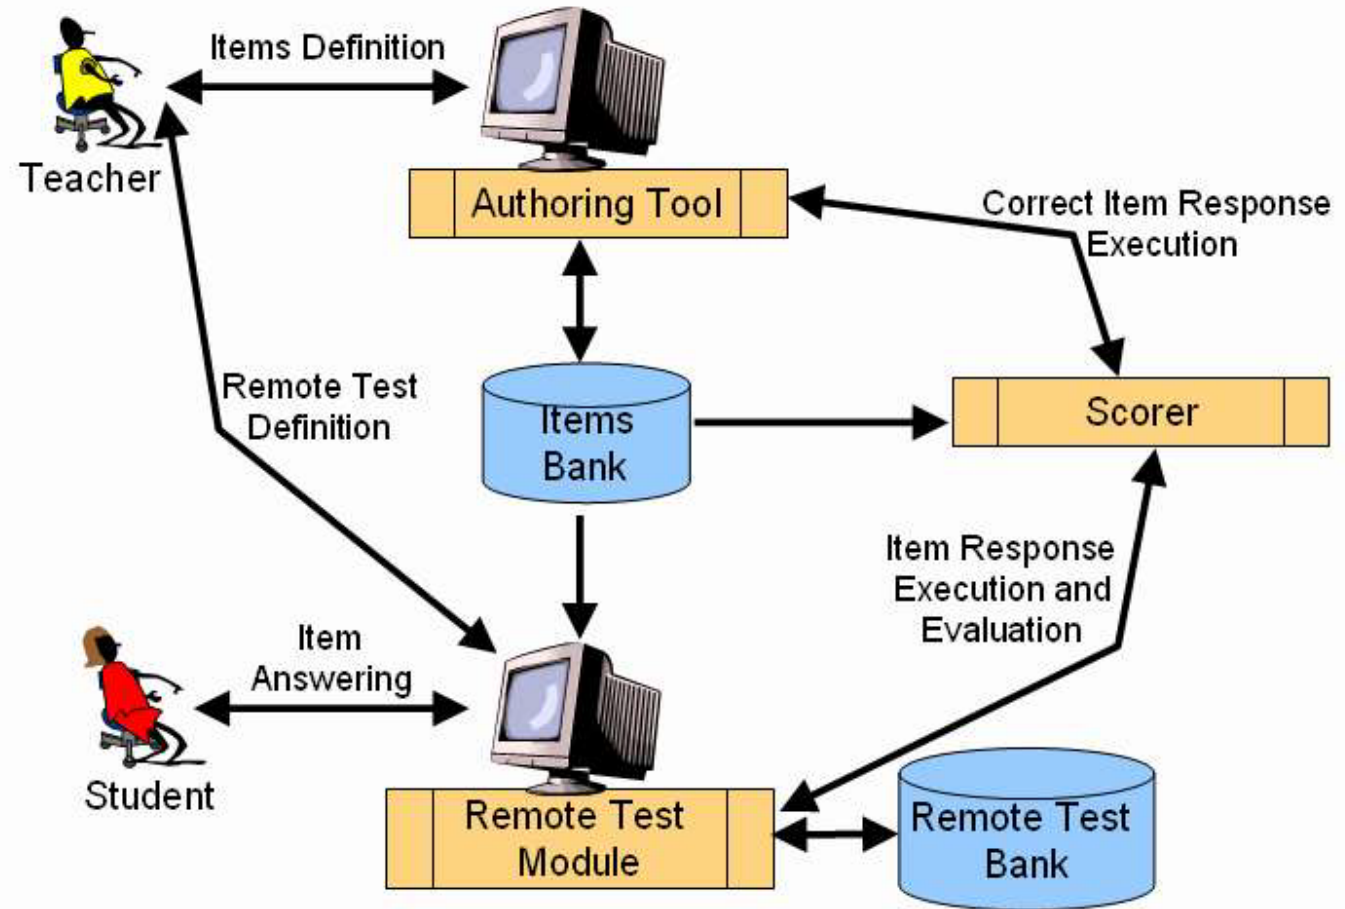 Items Definition
Teacher
Authoring Tool
Correct Item Response
Execution
Remote Test
Definition
Items
Bank
Scorer
Item Response
Execution and
Evaluation
Item
Answering
Student
Remote Test
Module
Remote Test
Bank